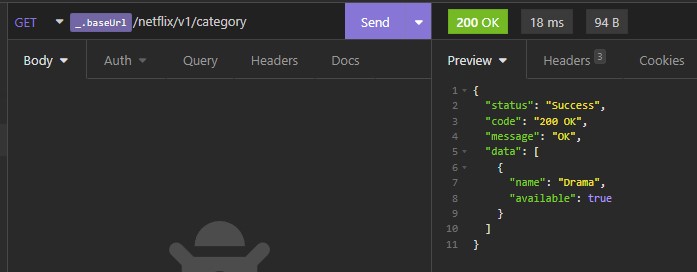 GET _.baseUrl /netflix/v1/category Send 200 OK 18 ms 94 B
Body Auth Query Headers Docs Preview Headers 3 Cookies
1 {
2 "status": "Success",
3 "code": "200 OK",
4 "message": "OK",
5 "data": [
6 {
7 "name": "Drama",
8 "available": true
9 }
10 ]
11 }